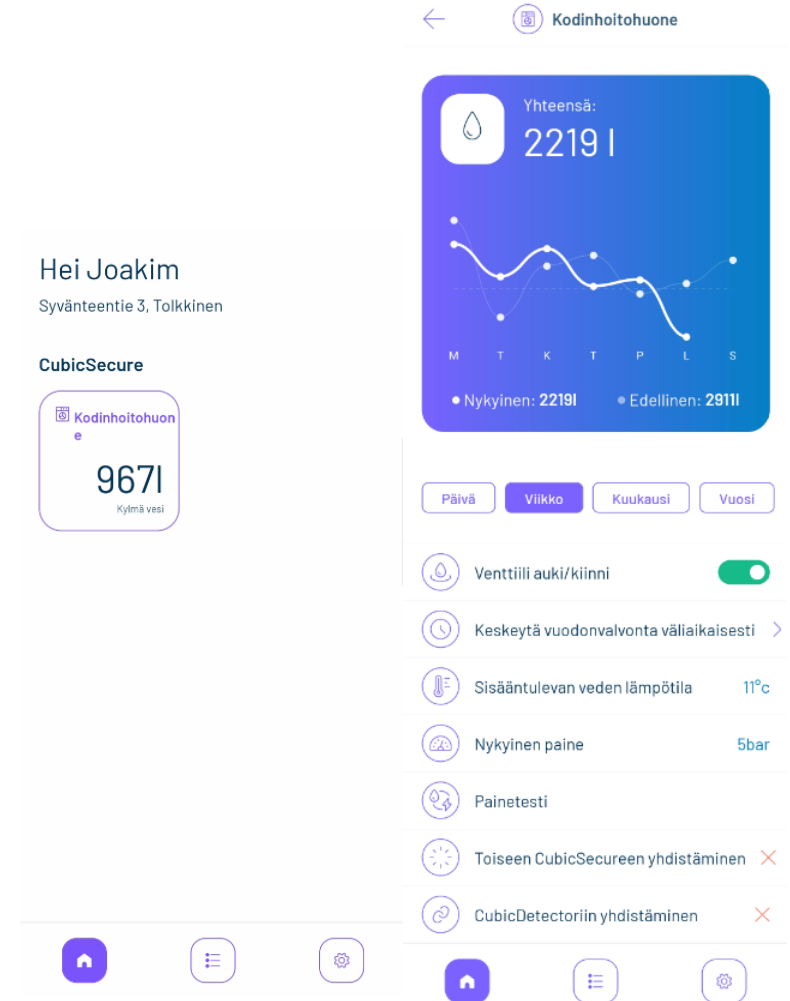 Hei Joakim
Syvänteentie 3, Tolkkinen
CubicSecure
Kodinhoitohuon
e
967l
Kylmä vesi
Kodinhoitohuone
Yhteensä:
2219 l
M T K T P L S
Nykyinen: 2219l Edellinen: 2911l
Päivä Viikko Kuukausi Vuosi
Venttiili auki/kiinni
Keskeytä vuodonvalvonta väliaikaisesti
Sisääntulevan veden lämpötila 11°c
Nykyinen paine 5bar
Painetesti
Toiseen CubicSecureen yhdistäminen
CubicDetectoriin yhdistäminen